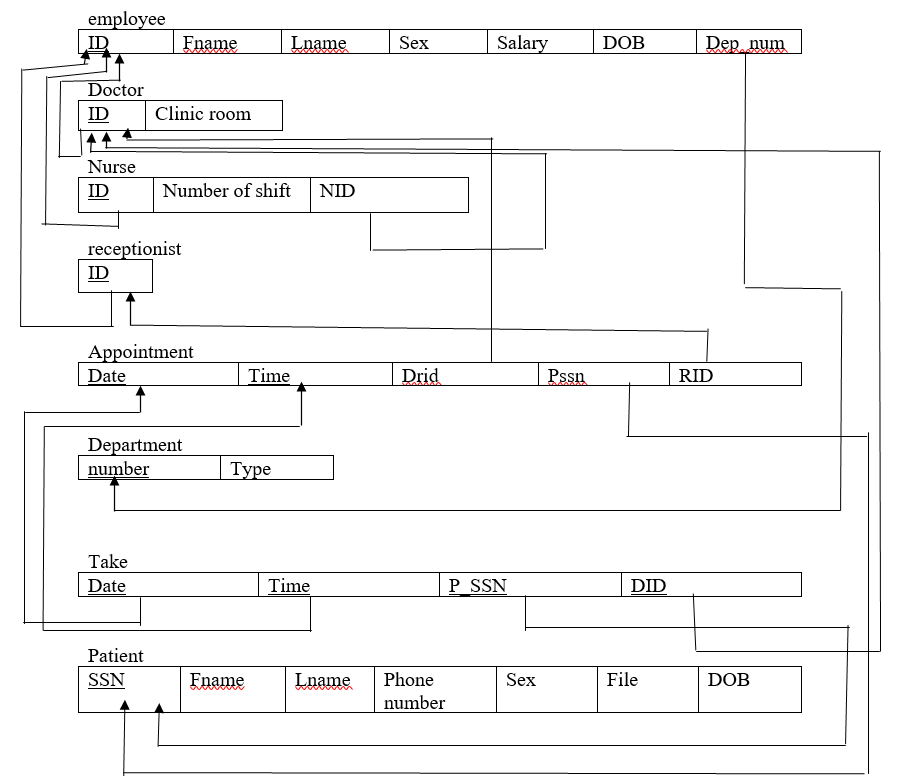 employee
ID Fname Lname Sex Salary DOB Dep_num
Doctor
ID Clinic room
Nurse
ID Number of shift NID
receptionist
ID
Appointment
Date Time Drid Pssn RID
Department
number Type
Take
Date Time P_SSN DID
Patient
SSN Fname Lname Phone Sex File DOB
number